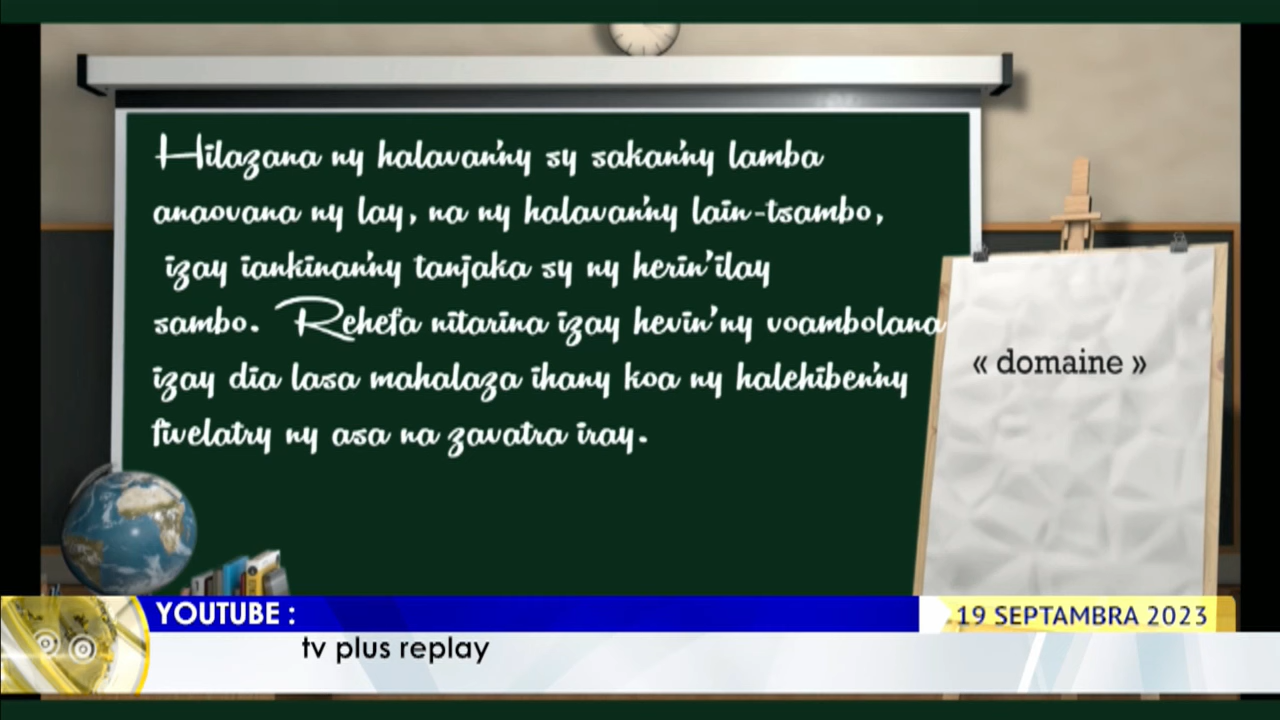 Hilazana ny halavan'ny sy sakan'ny lamba
anaovana ny lay, na ny halavan'ny lain-tsambo,
izay iankinan'ny tanjaka sy ny herin'ilay
sambo. Rehefa nitarina izay hevin'ny voambolana
izay dia lasa mahalaza ihany koa ny halehiben'ny
fivelatry ny asa na zavatra iray.
« domaine »
YOUTUBE :
19 SEPTAMBRA 2023
tv plus replay